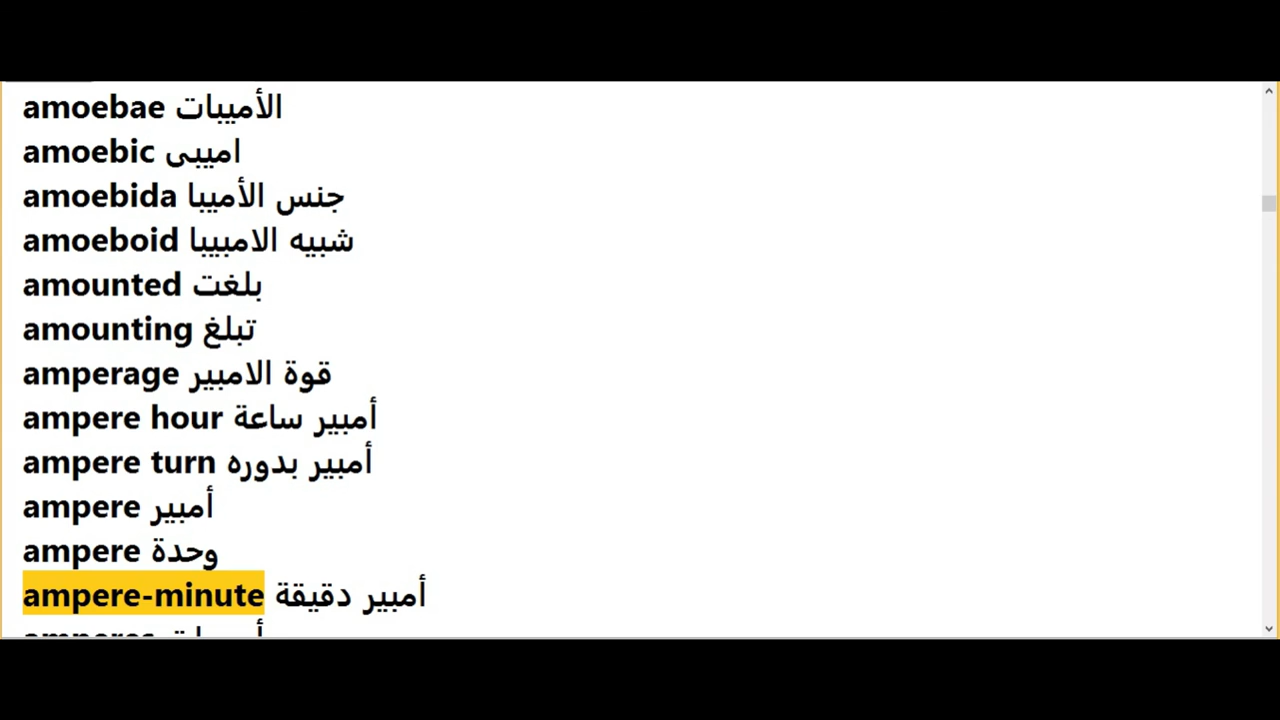 amoebae الأميبات
amoebic اميبى
amoebida جنس الأميبا
amoeboid شبيه الامبيبا
amounted بلغت
amounting تبلغ
amperage قوة الامبير
ampere hour أمبير ساعة
ampere turn أمبير بدوره
ampere أمبير
ampere وحدة
ampere-minute أمبير دقيقة